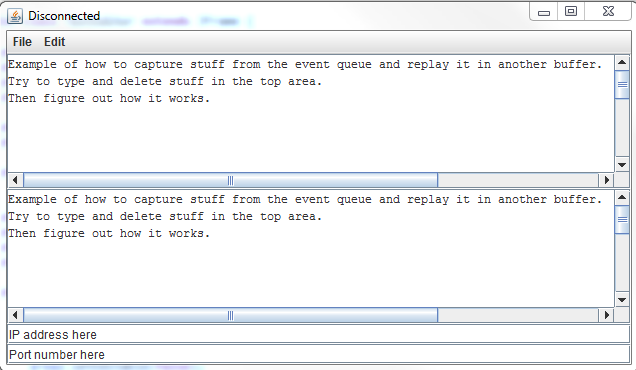 Disconnected
File Edit
Example of how to capture stuff from the event queue and replay it in another buffer.
Try to type and delete stuff in the top area.
Then figure out how it works.
Example of how to capture stuff from the event queue and replay it in another buffer.
Try to type and delete stuff in the top area.
Then figure out how it works.
IP address here
Port number here